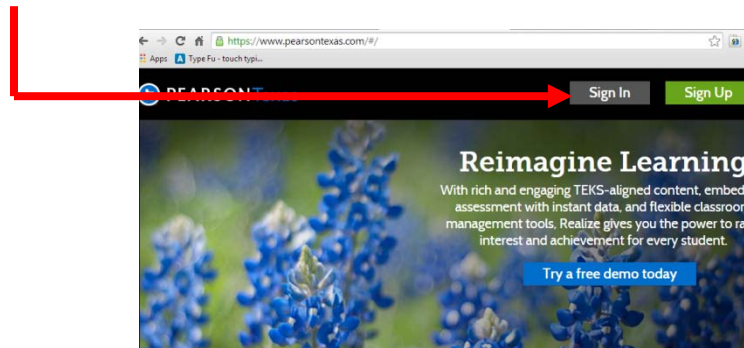 https://www.pearsontexas.com/#/
Apps Type Fu - touch typi...
PEARSON
Sign In Sign Up
Reimagine Learning
With rich and engaging TEKS-aligned content, embed
assessment with instant data, and flexible classroo
management tools, Realize gives you the power to ra
interest and achievement for every student.
Try a free demo today